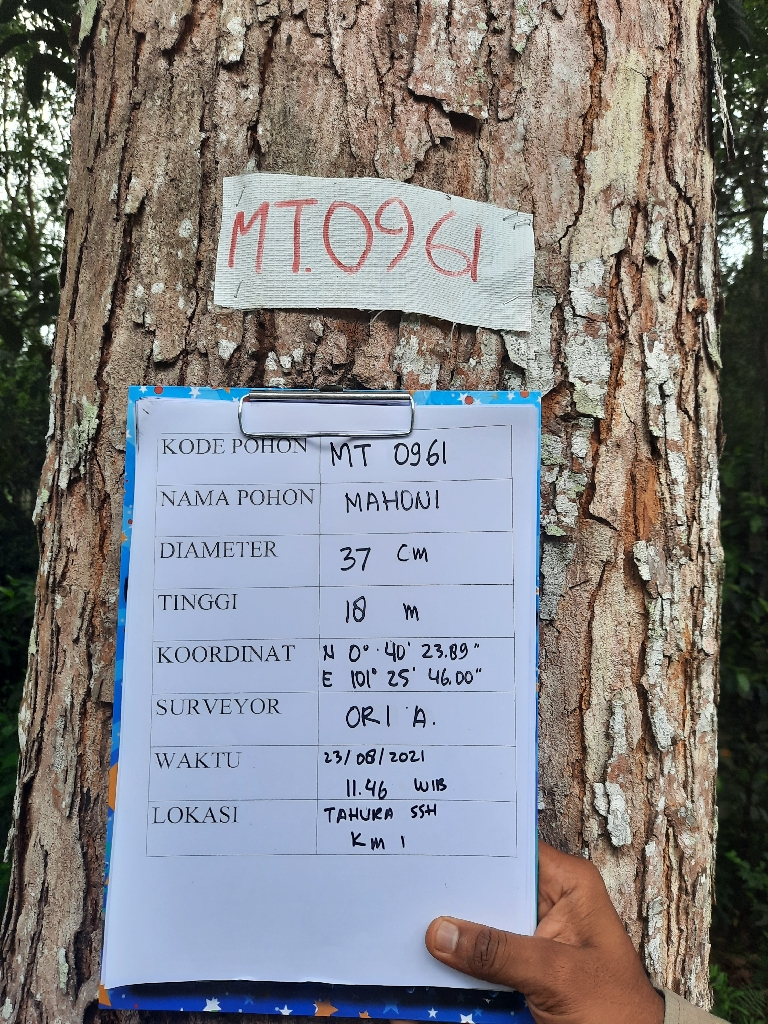 MT.0961
KODE POHON MT 0961
NAMA POHON MAHONI
DIAMETER 37 cm
TINGGI 18 m
KOORDINAT N 0° 40' 23.89"
E 101° 25' 46.00"
SURVEYOR ORI A.
WAKTU 23/08/2021
11.46 WIB
LOKASI TAHURA SSH
Km 1